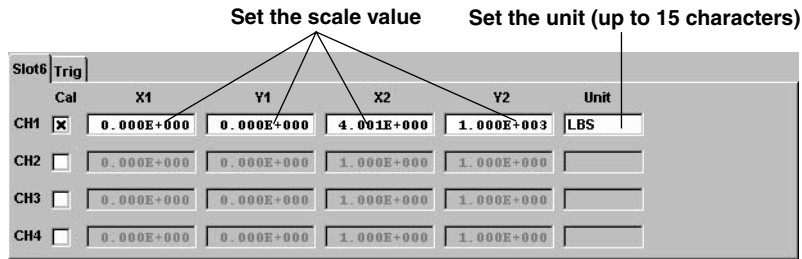 Set the scale value Set the unit (up to 15 characters)
Slot6 Trig
Cal X1 Y1 X2 Y2 Unit
CH1 0.000E+000 0.000E+000 4.001E+000 1.000E+003 LBS
CH2 0.000E+000 0.000E+000 1.000E+000 1.000E+000
CH3 0.000E+000 0.000E+000 1.000E+000 1.000E+000
CH4 0.000E+000 0.000E+000 1.000E+000 1.000E+000